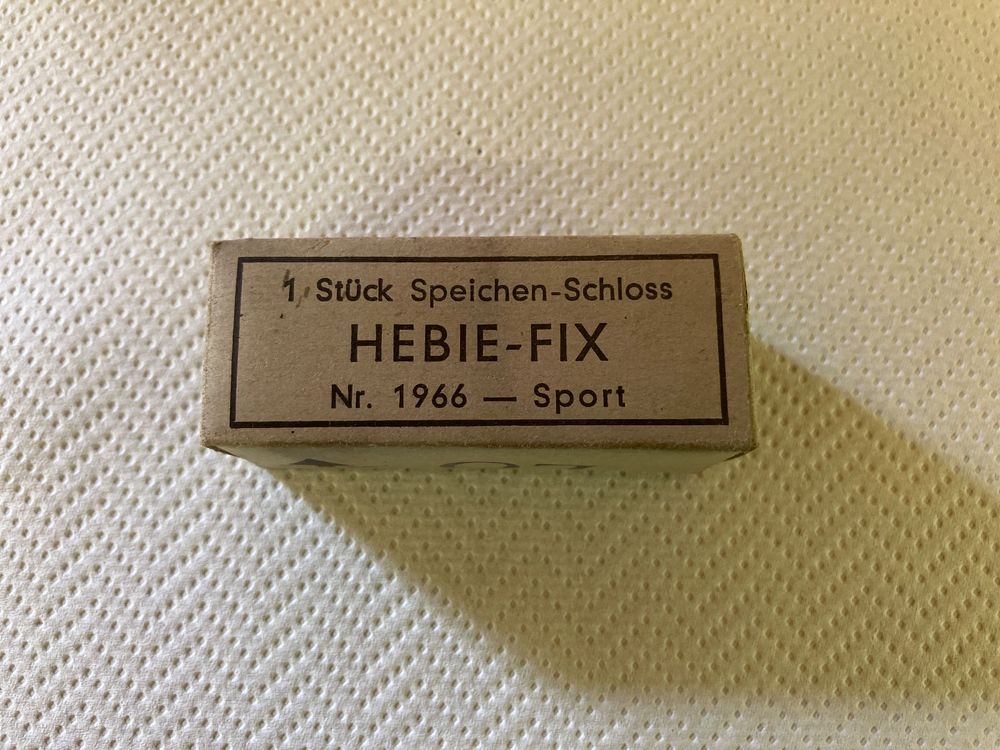 1 Stück Speichen-Schloss
HEBIE-FIX
Nr. 1966 — Sport